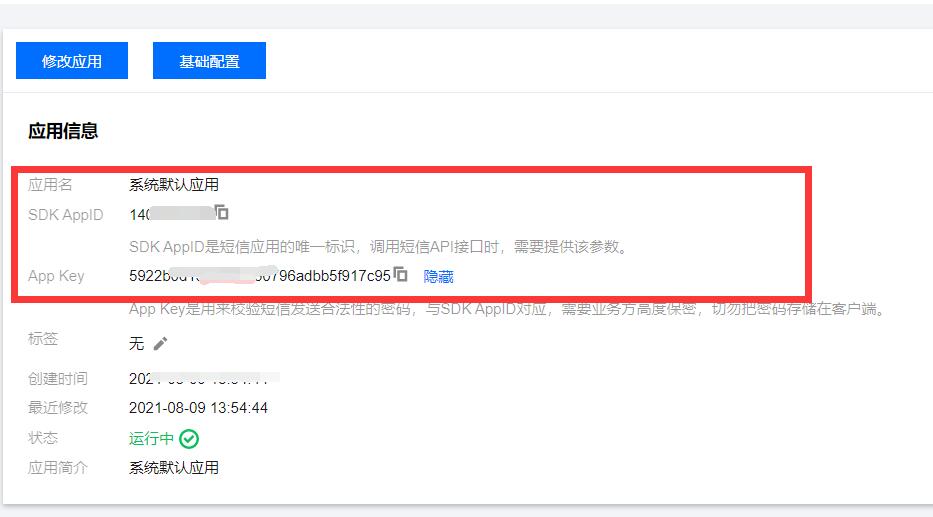 修改应用 基础配置
应用信息
应用名 系统默认应用
SDK AppID 140
SDK AppID是短信应用的唯一标识，调用短信API接口时，需要提供该参数。
App Key 5922b 796adbb5f917c95 隐藏
App Key是用来校验短信发送合法性的密码，与SDK AppID对应，需要业务方高度保密，切勿把密码存储在客户端。
标签 无
创建时间
最近修改 2021-08-09 13:54:44
状态 运行中
应用简介 系统默认应用